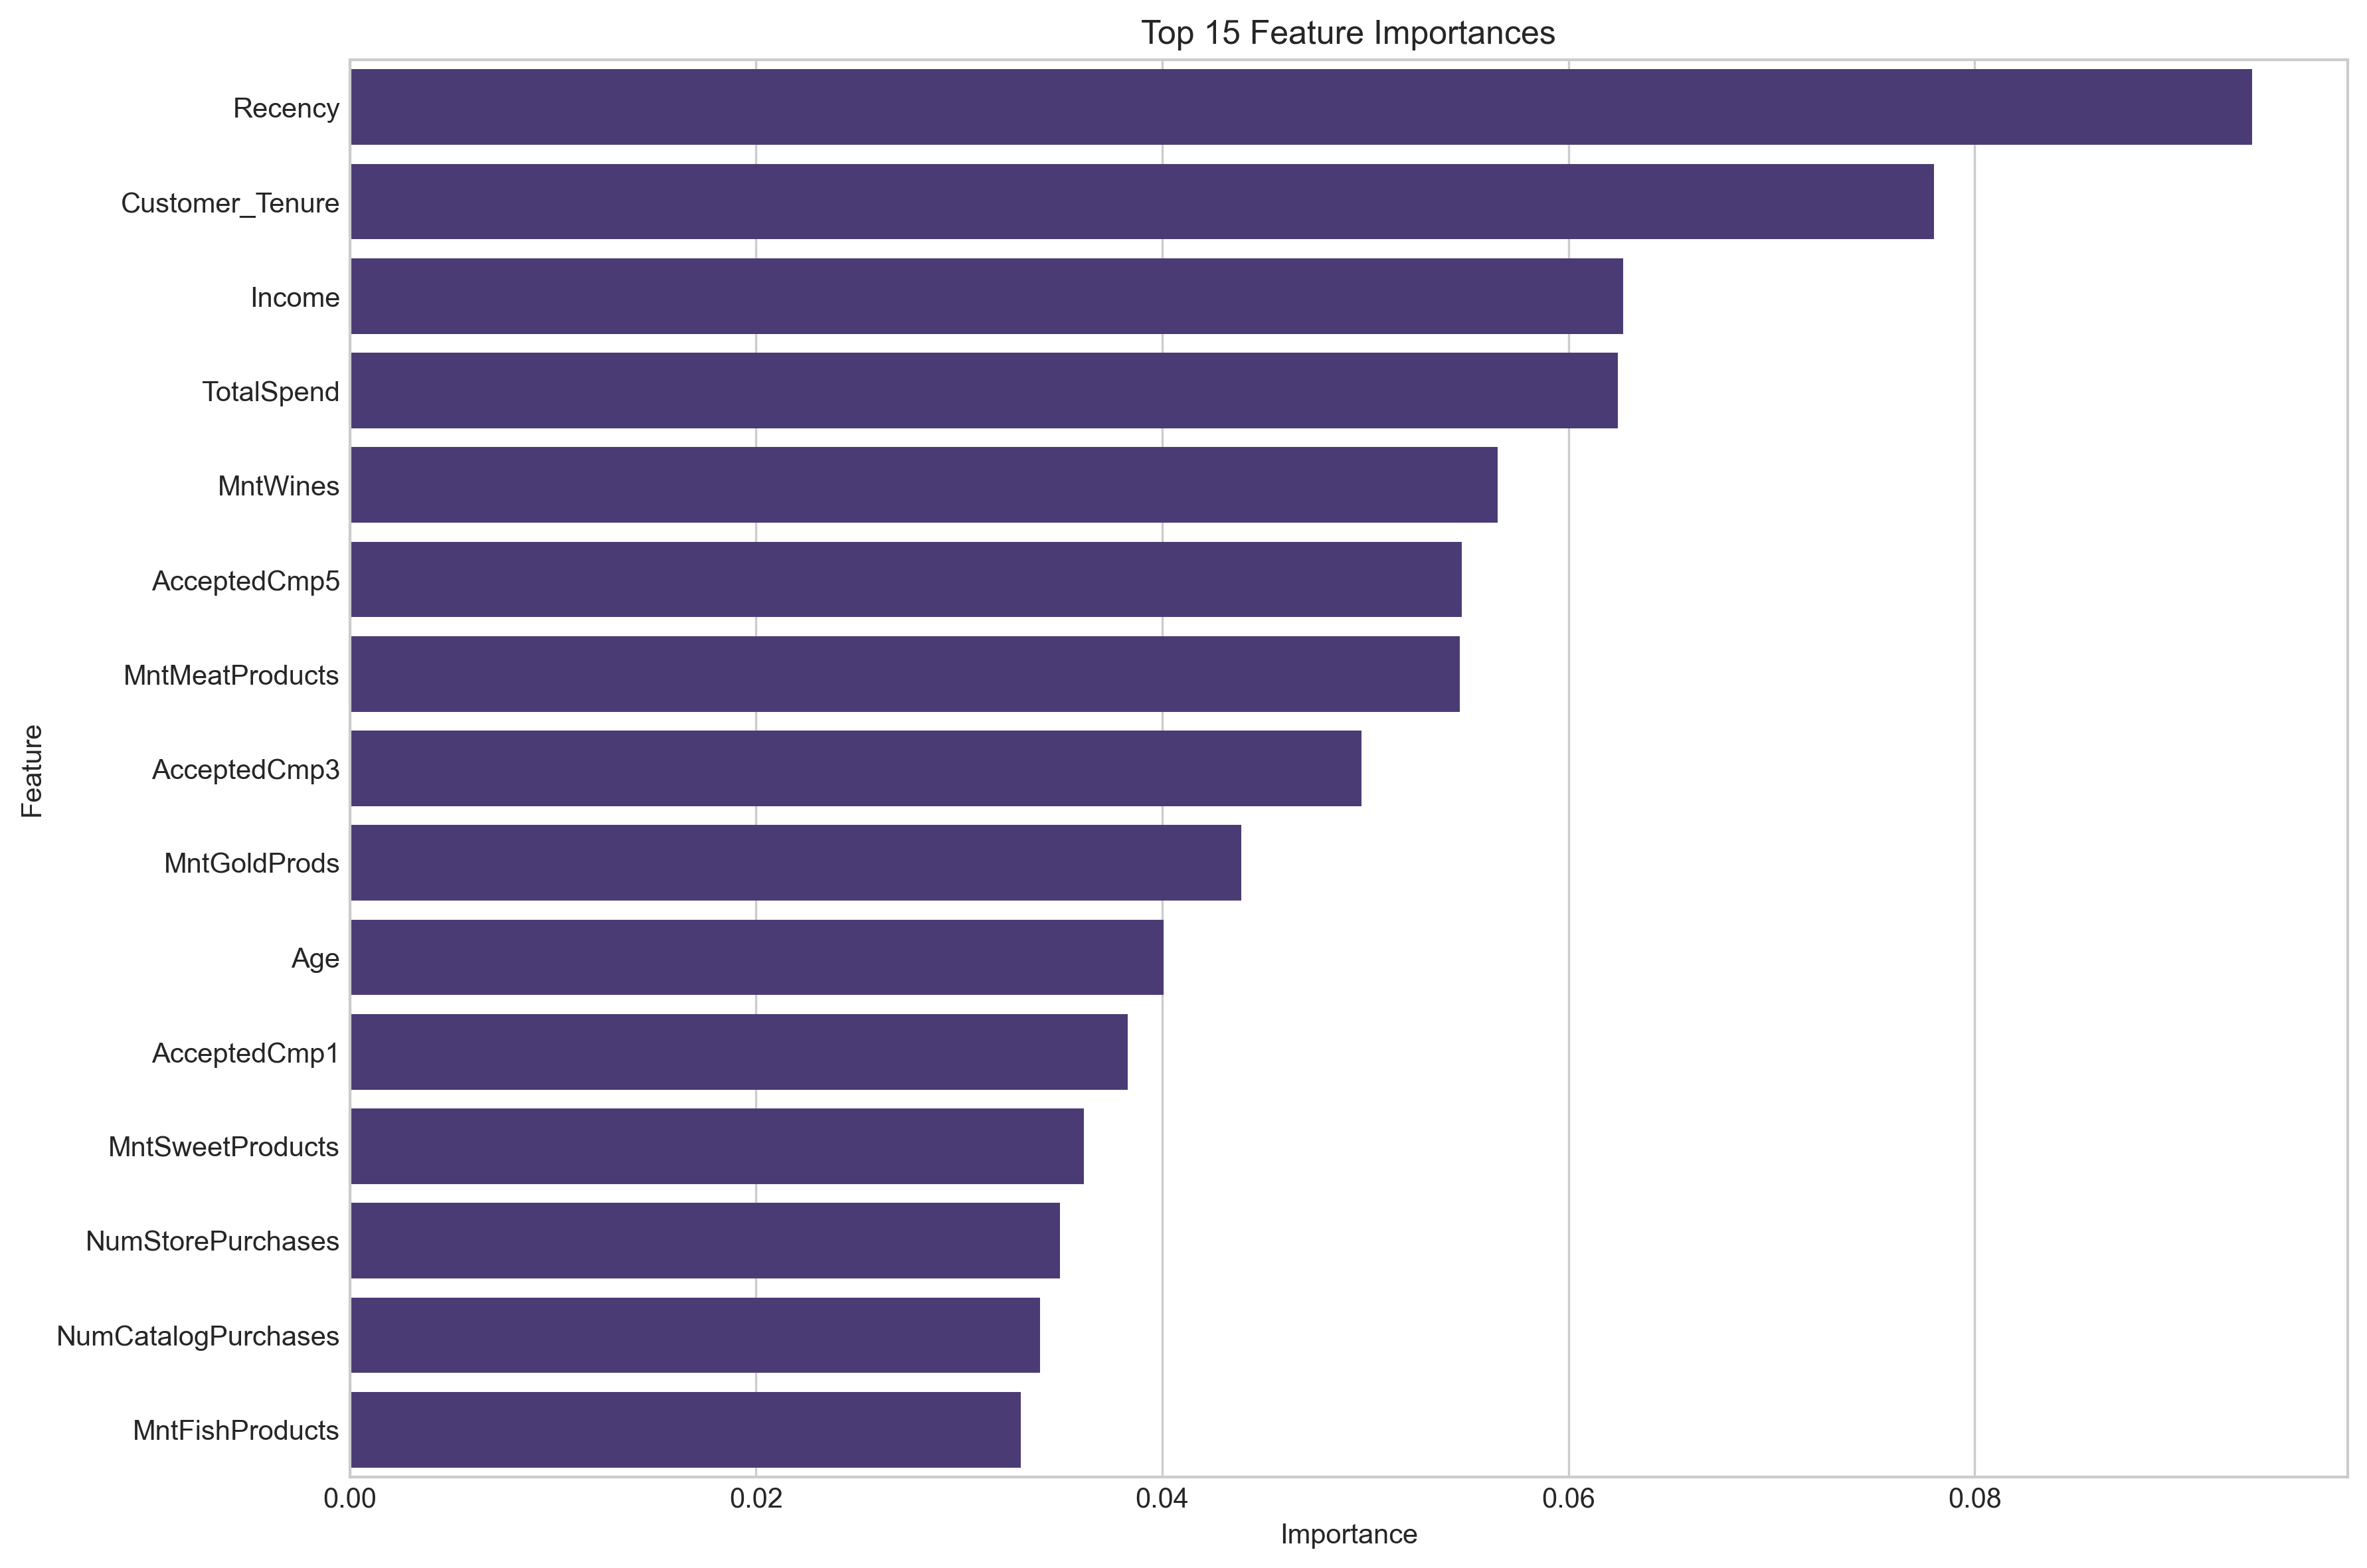 Top 15 Feature Importances
Recency
Customer_Tenure
Income
TotalSpend
MntWines
AcceptedCmp5
MntMeatProducts
AcceptedCmp3
MntGoldProds
Age
AcceptedCmp1
MntSweetProducts
NumStorePurchases
NumCatalogPurchases
MntFishProducts
Feature
0.00 0.02 0.04 0.06 0.08
Importance